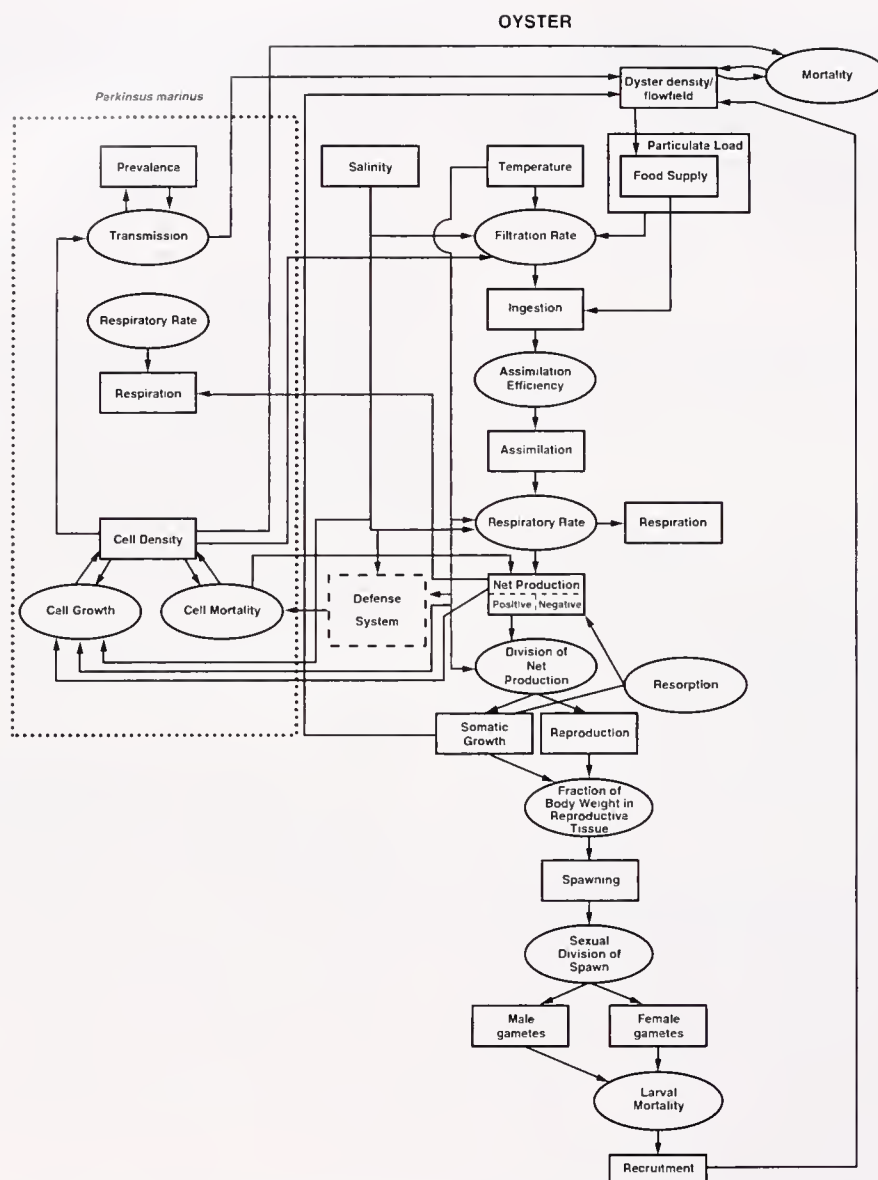 OYSTER
Mortality
Dyster density/
flowfield
Perkinsus marinus
Particulate Load
Food Supply
Prevalence
Salinity
Temperature
Transmission
Filtration Rate
Respiratory Rate
Ingestion
Respiration
Assimilation
Efficiency
Assimilation
Cell Density
Respiratory Rate
Respiration
Cell Growth
Cell Mortality
Defense
System
Net Production
Positive
Negative
Division of
Net
Production
Resorption
Somatic
Growth
Reproduction
Fraction of
Body Weight in
Reproductiva
Tissue
Spawning
Sexual
Division of
Spawn
Male
gametes
Female
gametes
Larval
Mortality
Recruitment